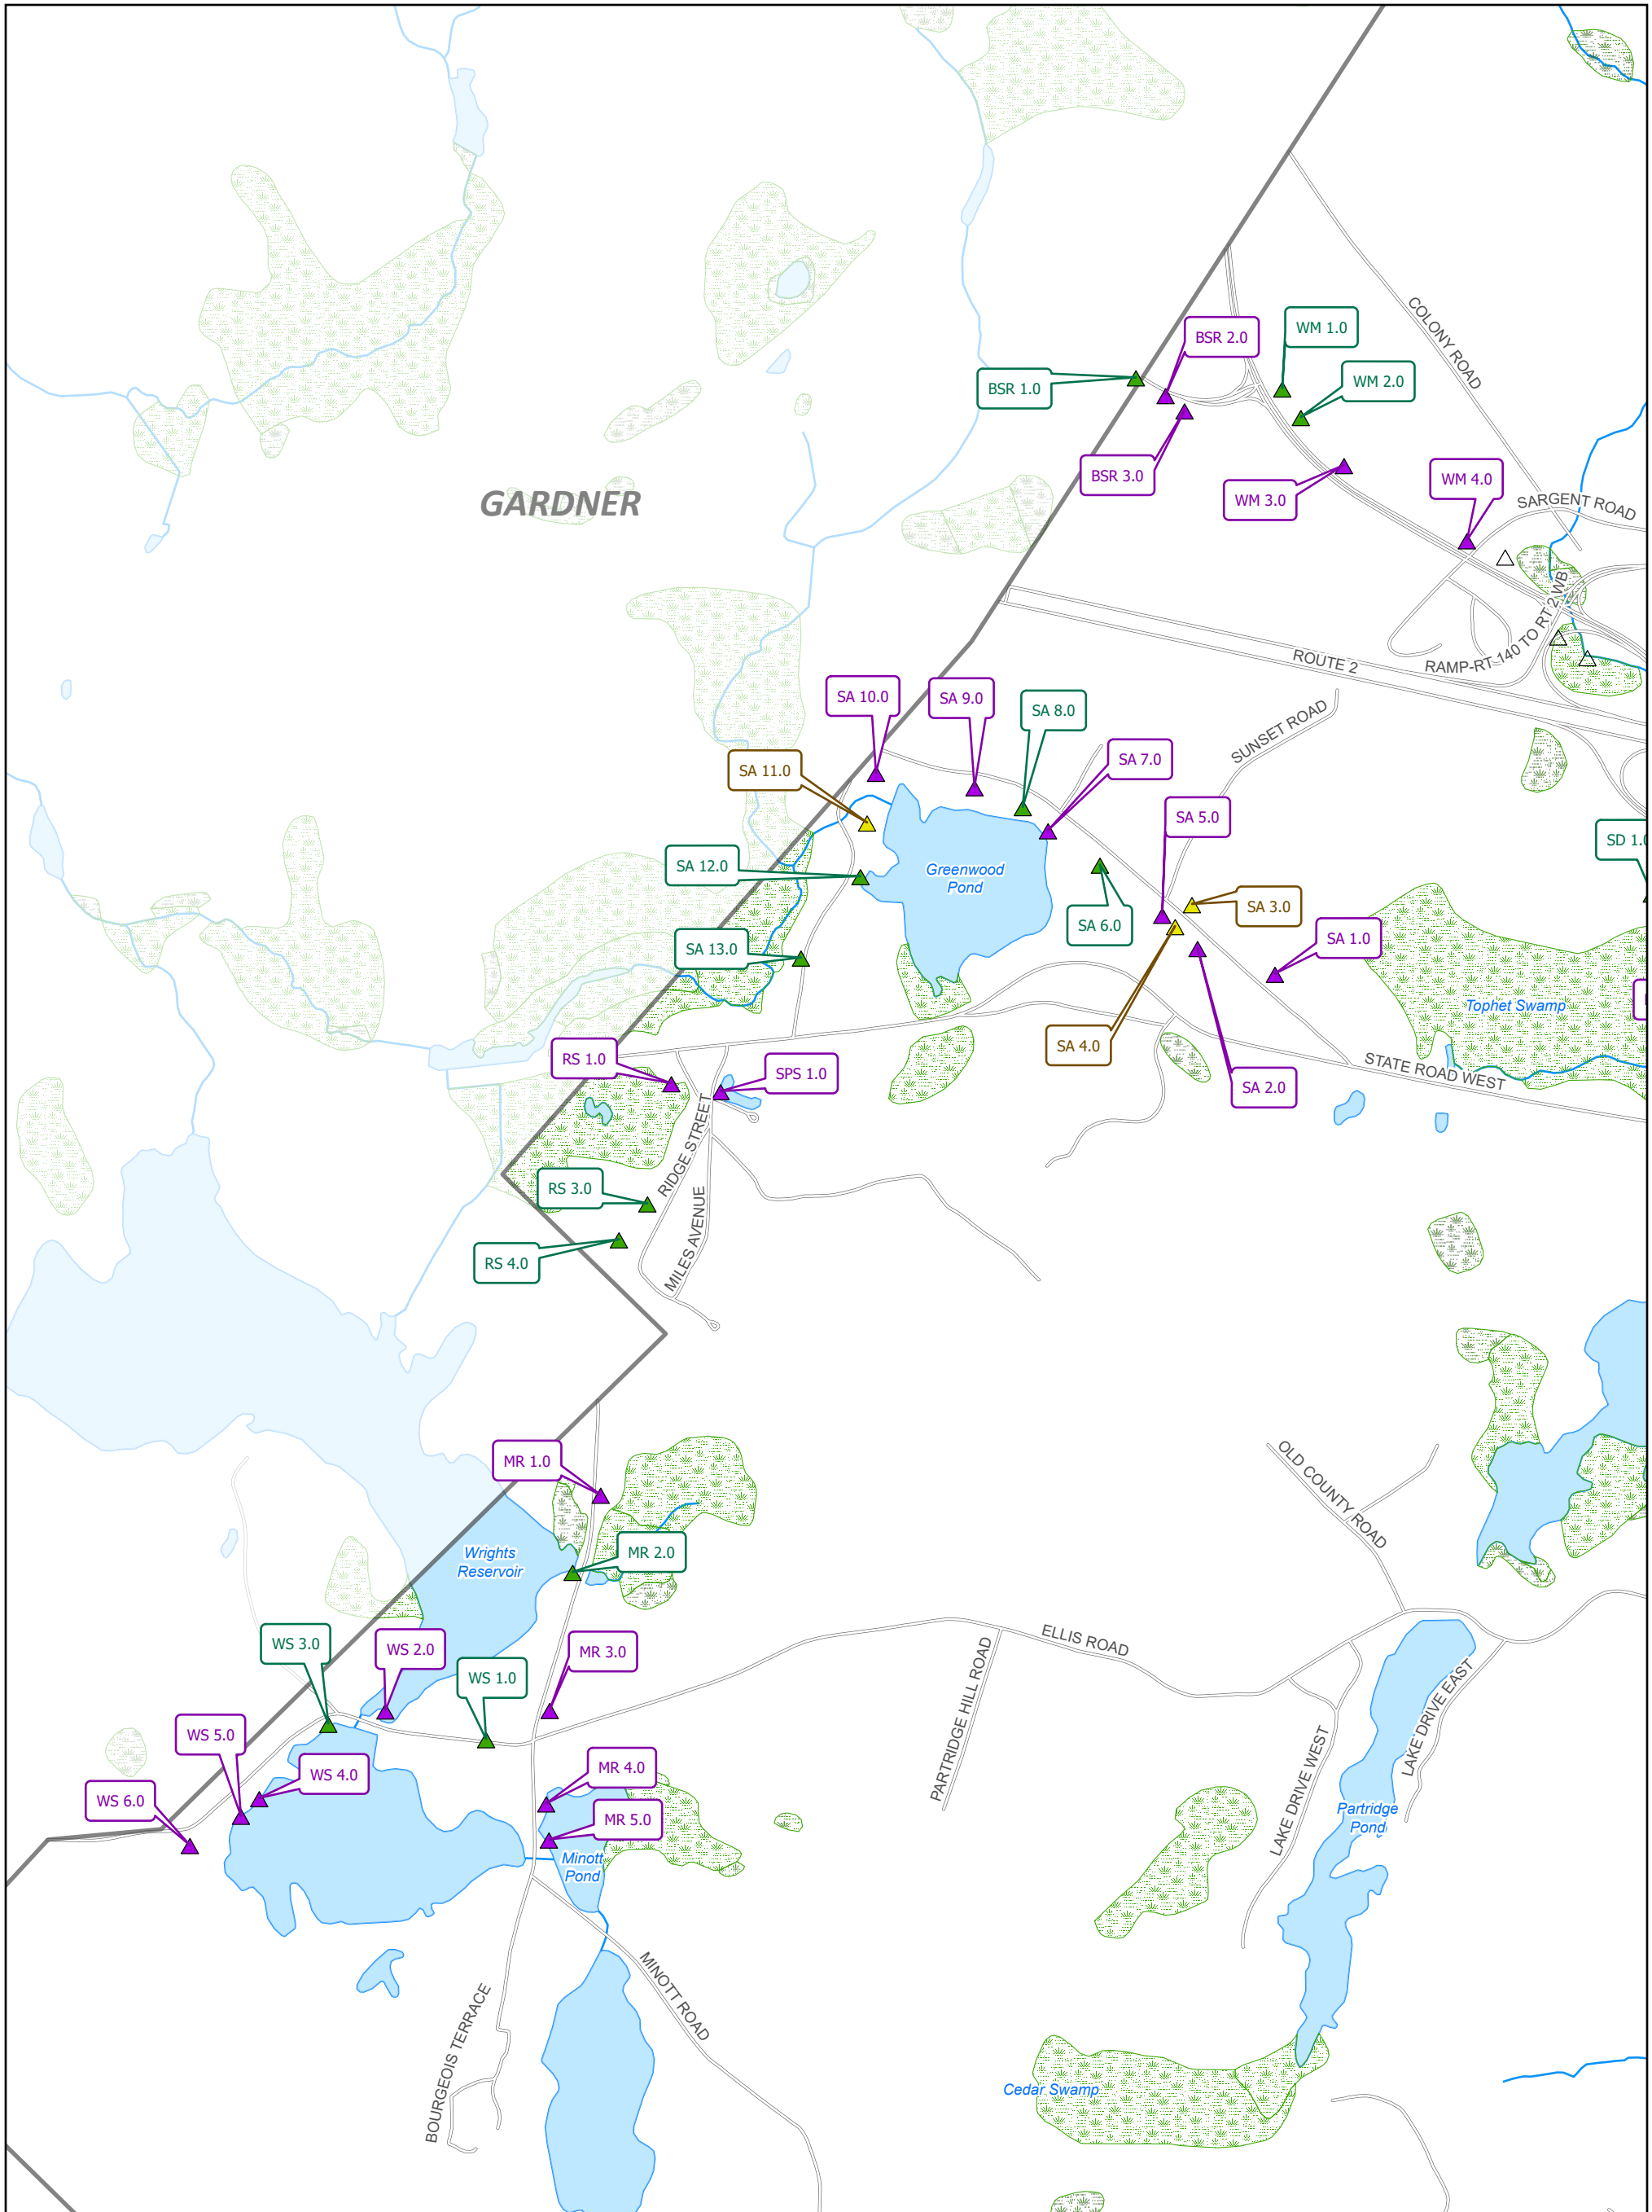 COLONY ROAD
WM 1.0
BSR 2.0
BSR 1.0
WM 2.0
BSR 3.0
WM 4.0
WM 3.0
GARDNER
SARGENT ROAD
RAMP-RT 140 TO RT 2 WB
ROUTE 2
SA 10.0
SA 9.0
SA 8.0
SUNSET ROAD
SA 7.0
SA 11.0
SA 5.0
SD 1.0
SA 12.0
Greenwood
Pond
SA 3.0
SA 6.0
SA 13.0
SA 1.0
Tophet Swamp
SA 4.0
RS 1.0
SPS 1.0
STATE ROAD WEST
SA 2.0
RIDGE STREET
RS 3.0
MILES AVENUE
RS 4.0
MR 1.0
OLD COUNTY ROAD
MR 2.0
Wrights
Reservoir
WS 3.0
WS 2.0
MR 3.0
ELLIS ROAD
WS 1.0
PARTRIDGE HILL ROAD
LAKE DRIVE EAST
WS 5.0
WS 4.0
MR 4.0
LAKE DRIVE WEST
WS 6.0
MR 5.0
Partridge
Pond
Minott
Pond
MINOTT ROAD
BOURGEOIS TERRACE
Cedar Swamp